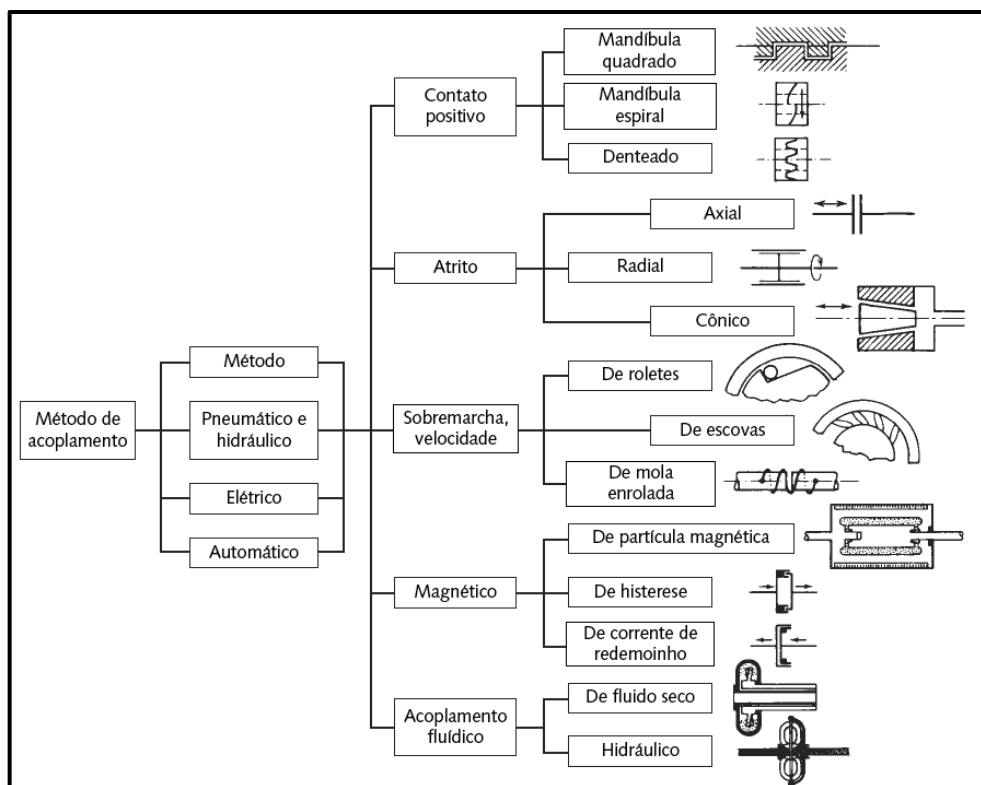 Método de
acoplamento
Método
Pneumático e
hidráulico
Elétrico
Automático
Contato
positivo
Mandíbula
quadrado
Mandíbula
espiral
Denteado
Atrito
Axial
Radial
Cônico
Sobremarcha,
velocidade
De roletes
De escovas
De mola
enrolada
Magnético
De partícula magnética
De histerese
De corrente de
redemoinho
Acoplamento
fluídico
De fluido seco
Hidráulico